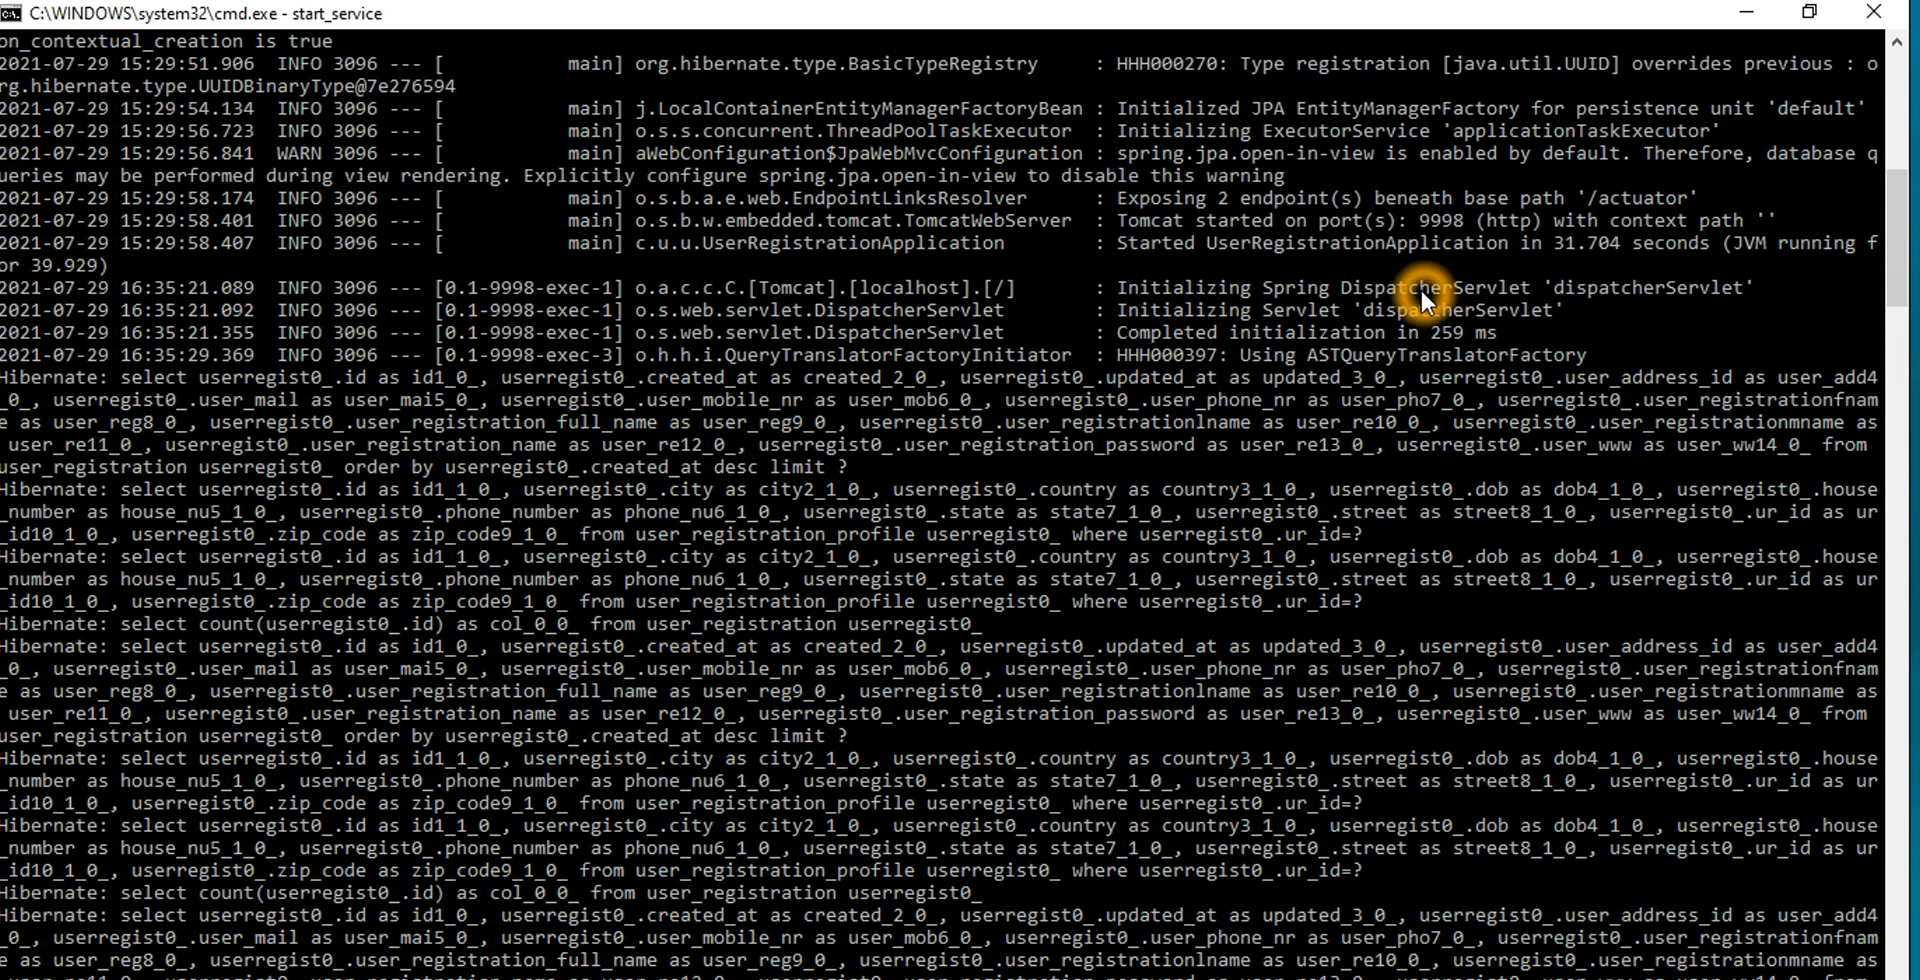 C:\WINDOWS\system32\cmd.exe - start_service
on_contextual_creation is true
2021-07-29 15:29:51.906  INFO 3096 --- [           main] org.hibernate.type.BasicTypeRegistry     : HHH000270: Type registration [java.util.UUID] overrides previous : o
rg.hibernate.type.UUIDBinaryType@7e276594
2021-07-29 15:29:54.134  INFO 3096 --- [           main] j.LocalContainerEntityManagerFactoryBean : Initialized JPA EntityManagerFactory for persistence unit 'default'
2021-07-29 15:29:56.723  INFO 3096 --- [           main] o.s.s.concurrent.ThreadPoolTaskExecutor  : Initializing ExecutorService 'applicationTaskExecutor'
2021-07-29 15:29:56.841  WARN 3096 --- [           main] aWebConfiguration$JpaWebMvcConfiguration : spring.jpa.open-in-view is enabled by default. Therefore, database q
ueries may be performed during view rendering. Explicitly configure spring.jpa.open-in-view to disable this warning
2021-07-29 15:29:58.174  INFO 3096 --- [           main] o.s.b.a.e.web.EndpointLinksResolver      : Exposing 2 endpoint(s) beneath base path '/actuator'
2021-07-29 15:29:58.401  INFO 3096 --- [           main] o.s.b.w.embedded.tomcat.TomcatWebServer  : Tomcat started on port(s): 9998 (http) with context path ''
2021-07-29 15:29:58.407  INFO 3096 --- [           main] c.u.u.UserRegistrationApplication        : Started UserRegistrationApplication in 31.704 seconds (JVM running f
or 39.929)
2021-07-29 16:35:21.089  INFO 3096 --- [0.1-9998-exec-1] o.a.c.c.C.[Tomcat].[localhost].[/]       : Initializing Spring DispatcherServlet 'dispatcherServlet'
2021-07-29 16:35:21.092  INFO 3096 --- [0.1-9998-exec-1] o.s.web.servlet.DispatcherServlet        : Initializing Servlet 'dispatcherServlet'
2021-07-29 16:35:21.355  INFO 3096 --- [0.1-9998-exec-1] o.s.web.servlet.DispatcherServlet        : Completed initialization in 259 ms
2021-07-29 16:35:29.369  INFO 3096 --- [0.1-9998-exec-3] o.h.h.i.QueryTranslatorFactoryInitiator  : HHH000397: Using ASTQueryTranslatorFactory
Hibernate: select userregist0_.id as id1_0_, userregist0_.created_at as created_2_0_, userregist0_.updated_at as updated_3_0_, userregist0_.user_address_id as user_add4
_0_, userregist0_.user_mail as user_mai5_0_, userregist0_.user_mobile_nr as user_mob6_0_, userregist0_.user_phone_nr as user_pho7_0_, userregist0_.user_registrationfnam
e as user_reg8_0_, userregist0_.user_registration_full_name as user_reg9_0_, userregist0_.user_registrationlname as user_re10_0_, userregist0_.user_registrationmname as
 user_re11_0_, userregist0_.user_registration_name as user_re12_0_, userregist0_.user_registration_password as user_re13_0_, userregist0_.user_www as user_ww14_0_ from
user_registration userregist0_ order by userregist0_.created_at desc limit ?
Hibernate: select userregist0_.id as id1_1_0_, userregist0_.city as city2_1_0_, userregist0_.country as country3_1_0_, userregist0_.dob as dob4_1_0_, userregist0_.house
_number as house_nu5_1_0_, userregist0_.phone_number as phone_nu6_1_0_, userregist0_.state as state7_1_0_, userregist0_.street as street8_1_0_, userregist0_.ur_id as ur
_id10_1_0_, userregist0_.zip_code as zip_code9_1_0_ from user_registration_profile userregist0_ where userregist0_.ur_id=?
Hibernate: select userregist0_.id as id1_1_0_, userregist0_.city as city2_1_0_, userregist0_.country as country3_1_0_, userregist0_.dob as dob4_1_0_, userregist0_.house
_number as house_nu5_1_0_, userregist0_.phone_number as phone_nu6_1_0_, userregist0_.state as state7_1_0_, userregist0_.street as street8_1_0_, userregist0_.ur_id as ur
_id10_1_0_, userregist0_.zip_code as zip_code9_1_0_ from user_registration_profile userregist0_ where userregist0_.ur_id=?
Hibernate: select count(userregist0_.id) as col_0_0_ from user_registration userregist0_
Hibernate: select userregist0_.id as id1_0_, userregist0_.created_at as created_2_0_, userregist0_.updated_at as updated_3_0_, userregist0_.user_address_id as user_add4
_0_, userregist0_.user_mail as user_mai5_0_, userregist0_.user_mobile_nr as user_mob6_0_, userregist0_.user_phone_nr as user_pho7_0_, userregist0_.user_registrationfnam
e as user_reg8_0_, userregist0_.user_registration_full_name as user_reg9_0_, userregist0_.user_registrationlname as user_re10_0_, userregist0_.user_registrationmname as
 user_re11_0_, userregist0_.user_registration_name as user_re12_0_, userregist0_.user_registration_password as user_re13_0_, userregist0_.user_www as user_ww14_0_ from
user_registration userregist0_ order by userregist0_.created_at desc limit ?
Hibernate: select userregist0_.id as id1_1_0_, userregist0_.city as city2_1_0_, userregist0_.country as country3_1_0_, userregist0_.dob as dob4_1_0_, userregist0_.house
_number as house_nu5_1_0_, userregist0_.phone_number as phone_nu6_1_0_, userregist0_.state as state7_1_0_, userregist0_.street as street8_1_0_, userregist0_.ur_id as ur
_id10_1_0_, userregist0_.zip_code as zip_code9_1_0_ from user_registration_profile userregist0_ where userregist0_.ur_id=?
Hibernate: select userregist0_.id as id1_1_0_, userregist0_.city as city2_1_0_, userregist0_.country as country3_1_0_, userregist0_.dob as dob4_1_0_, userregist0_.house
_number as house_nu5_1_0_, userregist0_.phone_number as phone_nu6_1_0_, userregist0_.state as state7_1_0_, userregist0_.street as street8_1_0_, userregist0_.ur_id as ur
_id10_1_0_, userregist0_.zip_code as zip_code9_1_0_ from user_registration_profile userregist0_ where userregist0_.ur_id=?
Hibernate: select count(userregist0_.id) as col_0_0_ from user_registration userregist0_
Hibernate: select userregist0_.id as id1_0_, userregist0_.created_at as created_2_0_, userregist0_.updated_at as updated_3_0_, userregist0_.user_address_id as user_add4
_0_, userregist0_.user_mail as user_mai5_0_, userregist0_.user_mobile_nr as user_mob6_0_, userregist0_.user_phone_nr as user_pho7_0_, userregist0_.user_registrationfnam
e as user_reg8_0_, userregist0_.user_registration_full_name as user_reg9_0_, userregist0_.user_registrationlname as user_re10_0_, userregist0_.user_registrationmname as